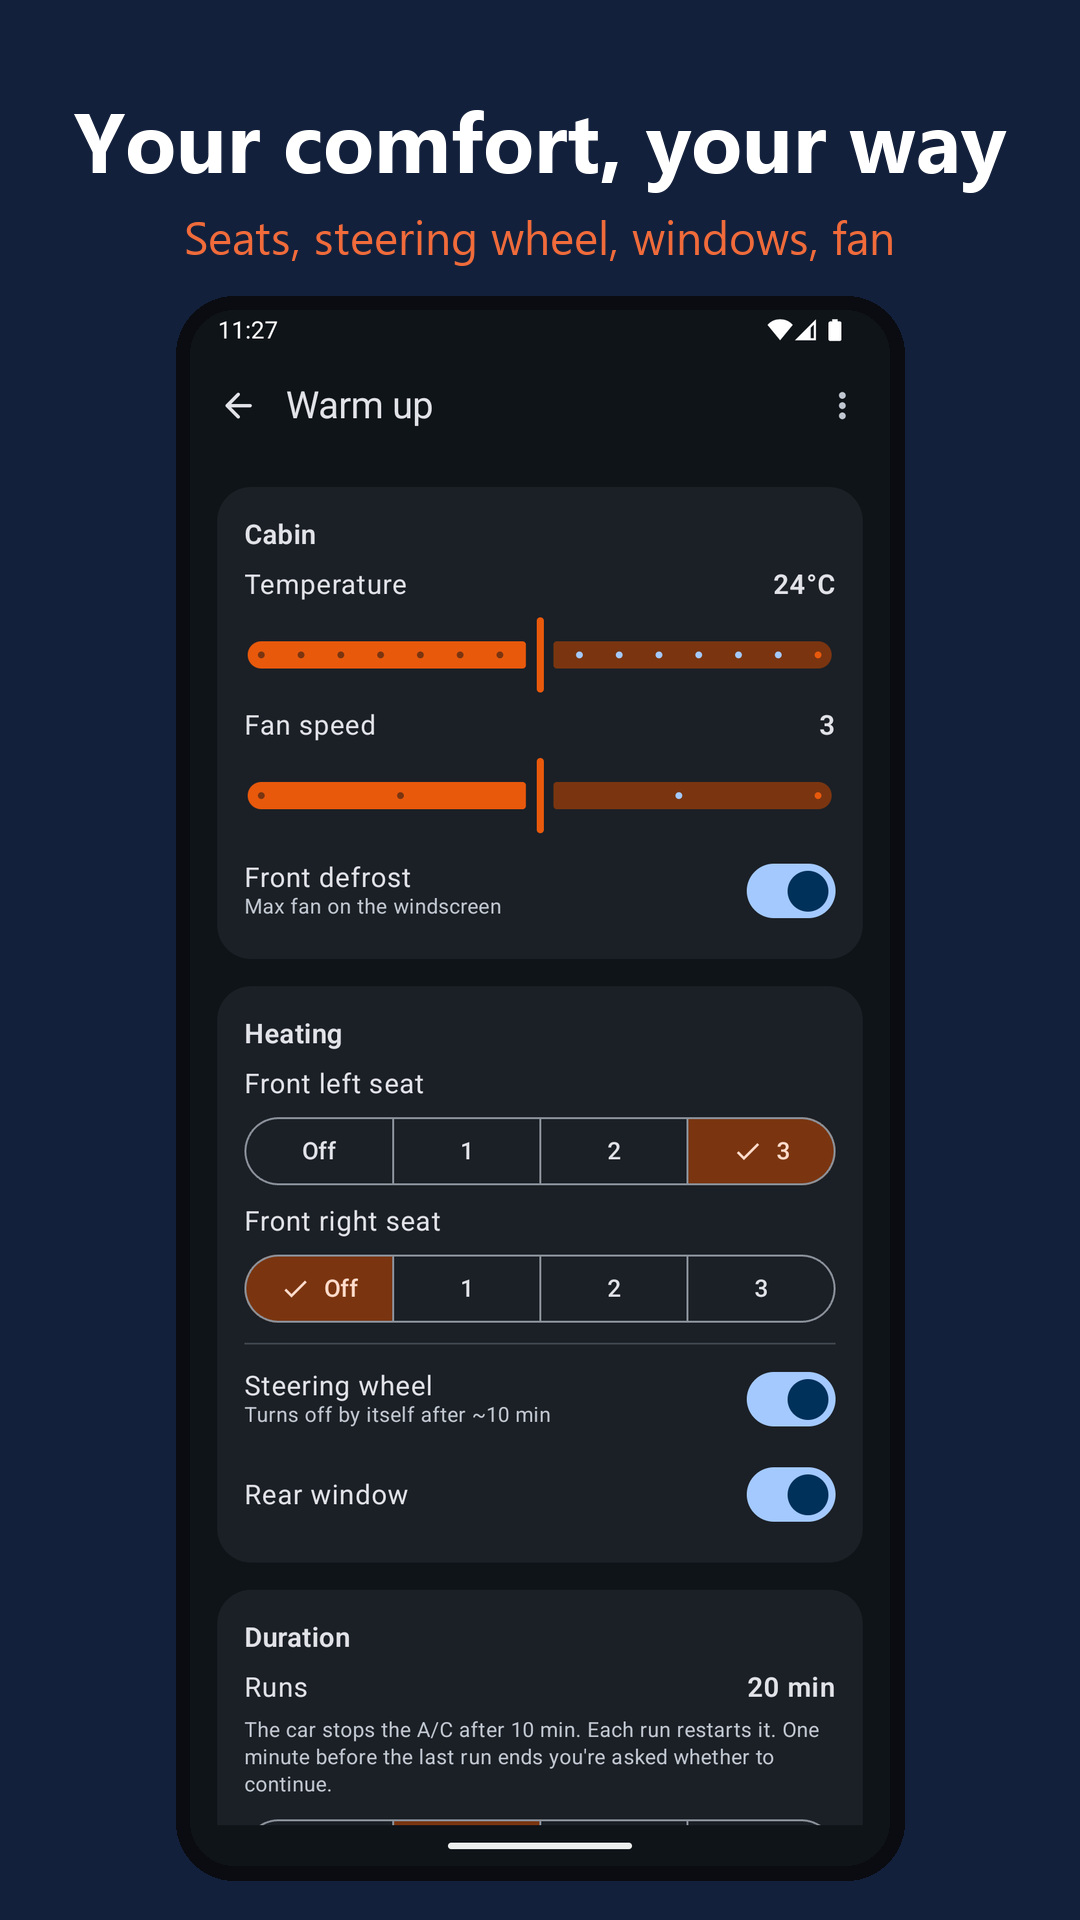 Your comfort, your way
Seats, steering wheel, windows, fan
11:27
Warm up
Cabin
Temperature 24°C
Fan speed 3
Front defrost
Max fan on the windscreen
Heating
Front left seat
Off 1 2 3
Front right seat
Off 1 2 3
Steering wheel
Turns off by itself after ~10 min
Rear window
Duration
Runs 20 min
The car stops the A/C after 10 min. Each run restarts it. One
minute before the last run ends you're asked whether to
continue.